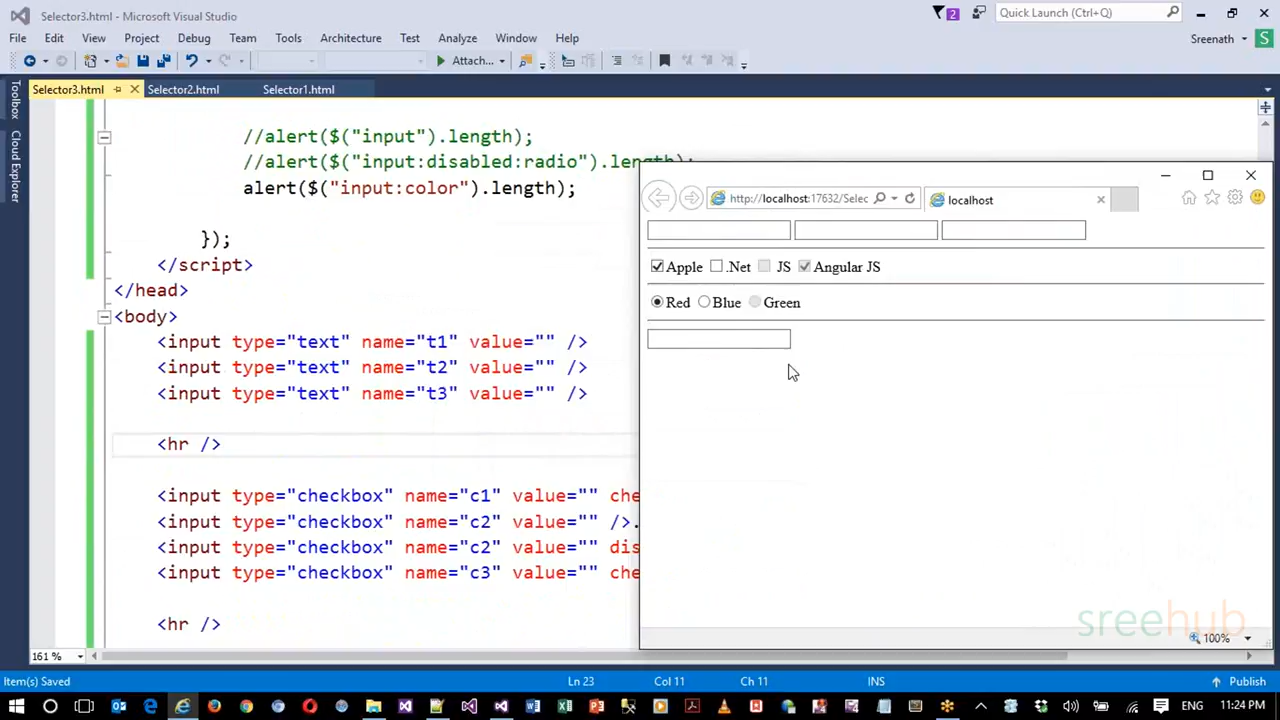 Selector3.html - Microsoft Visual Studio
2
Quick Launch (Ctrl+Q)
File Edit View Project Debug Team Tools Architecture Test Analyze Window Help
Sreenath
S
Attach...
Selector3.html
Selector2.html
Selector1.html
Toolbox
Cloud Explorer
//alert($("input").length);
//alert($("input:disabled:radio").length);
alert($("input:color").length);
});
</script>
</head>
<body>
<input type="text" name="t1" value="" />
<input type="text" name="t2" value="" />
<input type="text" name="t3" value="" />
<hr />
<input type="checkbox" name="c1" value="" che
<input type="checkbox" name="c2" value="" />.
<input type="checkbox" name="c2" value="" dis
<input type="checkbox" name="c3" value="" che
<hr />
http://localhost:17632/Selec
localhost
Apple .Net JS Angular JS
Red Blue Green
sreehub
100%
161 %
Item(s) Saved
Ln 23
Col 11
Ch 11
INS
Publish
ENG
11:24 PM